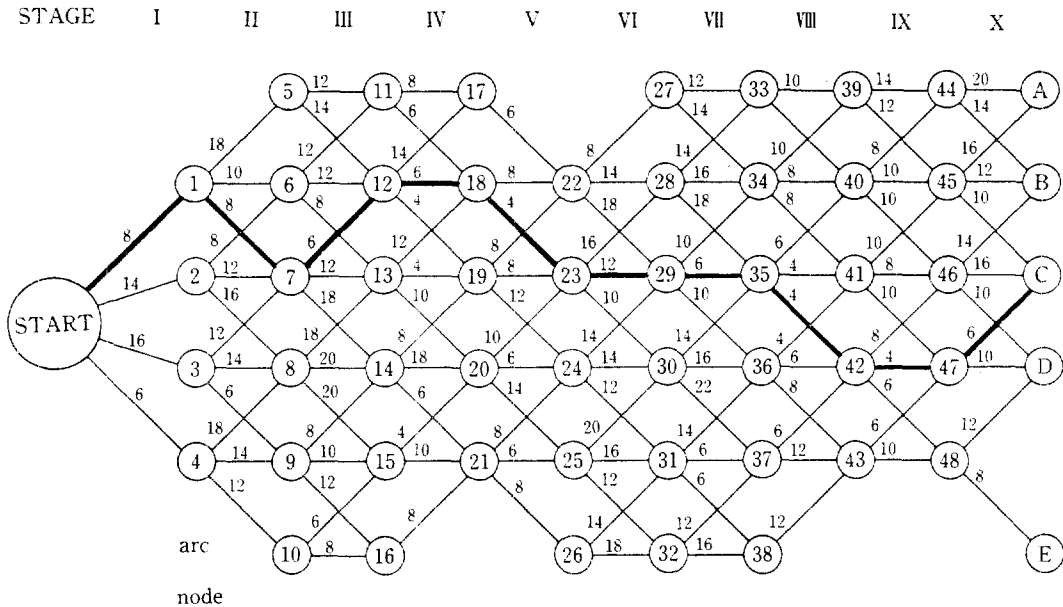 STAGE I II III IV V VI VII VIII IX X
12 8 12 10 14 20
5 11 17 27 33 39 44 A
14 6 6 14 12 14
18 12 14 8 14 10 8 16
10 12 6 8 14 16 8 10 12
1 6 12 18 22 28 34 40 45 B
8 8 4 4 18 18 8 10 10
8 8 6 12 8 16 10 6 10 14
14 12 12 4 8 12 6 4 8 16
2 7 13 19 23 29 35 41 46 C
16 18 10 12 10 10 4 10 10
START
12 18 8 10 14 14 4 8 6
16 14 20 18 6 14 16 6 4 10
3 8 14 20 24 30 36 42 47 D
6 6 20 6 14 12 22 8 6
18 8 4 8 20 14 6 6 12
14 10 10 6 16 6 12 10
4 9 15 21 25 31 37 43 48
12 12 8 12 6 8
6 8 14 12 12
arc
8 18 16
10 16 26 32 38 E
node